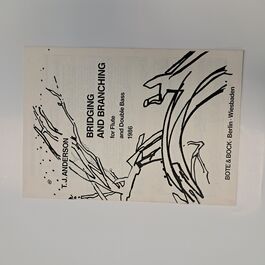 T. J. ANDERSON
BRIDGING
AND BRANCHING
for Flute
and Double Bass
1986
BOTE & BOCK Berlin · Wiesbaden